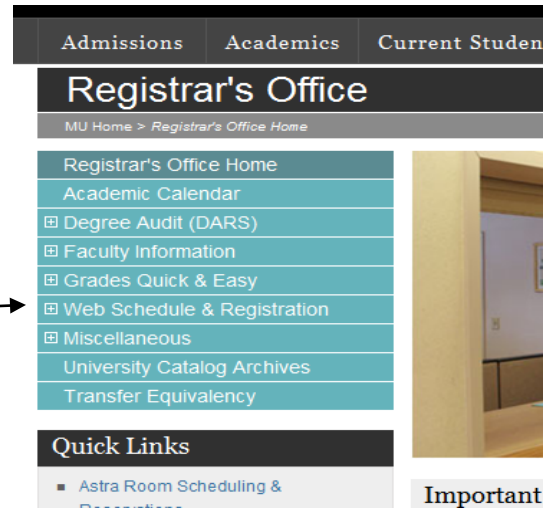 Admissions Academics Current Studen
Registrar's Office
MU Home > Registrar's Office Home
Registrar's Office Home
Academic Calendar
Degree Audit (DARS)
Faculty Information
Grades Quick & Easy
Web Schedule & Registration
Miscellaneous
University Catalog Archives
Transfer Equivalency
Quick Links
Astra Room Scheduling &
Important